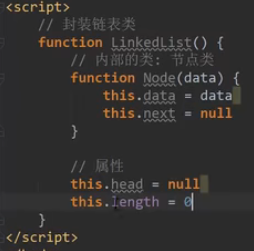 <script>
// 封装链表类
function LinkedList() {
// 内部的类: 节点类
function Node(data) {
this.data = data
this.next = null
}
// 属性
this.head = null
this.length = 0
}
</script>